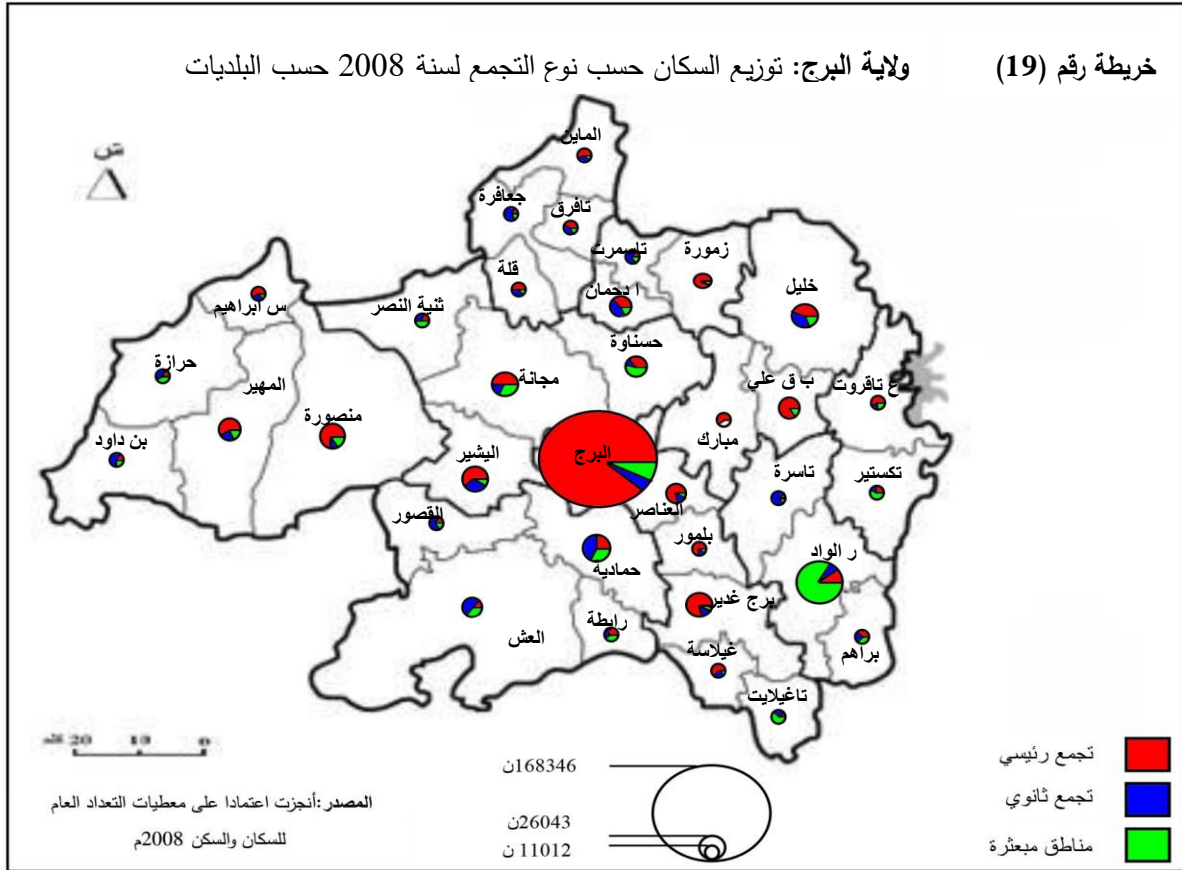 خريطة رقم (19) ولاية البرج: توزيع السكان حسب نوع التجمع لسنة 2008 حسب البلديات
ش
الماين
جعافرة
تافرق
تاسمرت
زمورة
قلة
ا دحمان
خليل
س ابراهيم
ثنية النصر
حسناوة
حرازة
المهير
مجانة
ب ق علي
ع تاقروت
منصورة
مبارك
بن داود
البرج
اليشير
تاسرة
تكستير
العناصر
القصور
بلمور
ر الواد
حمادية
برج غدير
العش
رابطة
براهم
غيلاسة
تاغيلايت
20 10 0
168346ن
26043ن
11012 ن
تجمع رئيسي
تجمع ثانوي
مناطق مبعثرة
المصدر:أنجزت اعتمادا على معطيات التعداد العام
للسكان والسكن 2008م